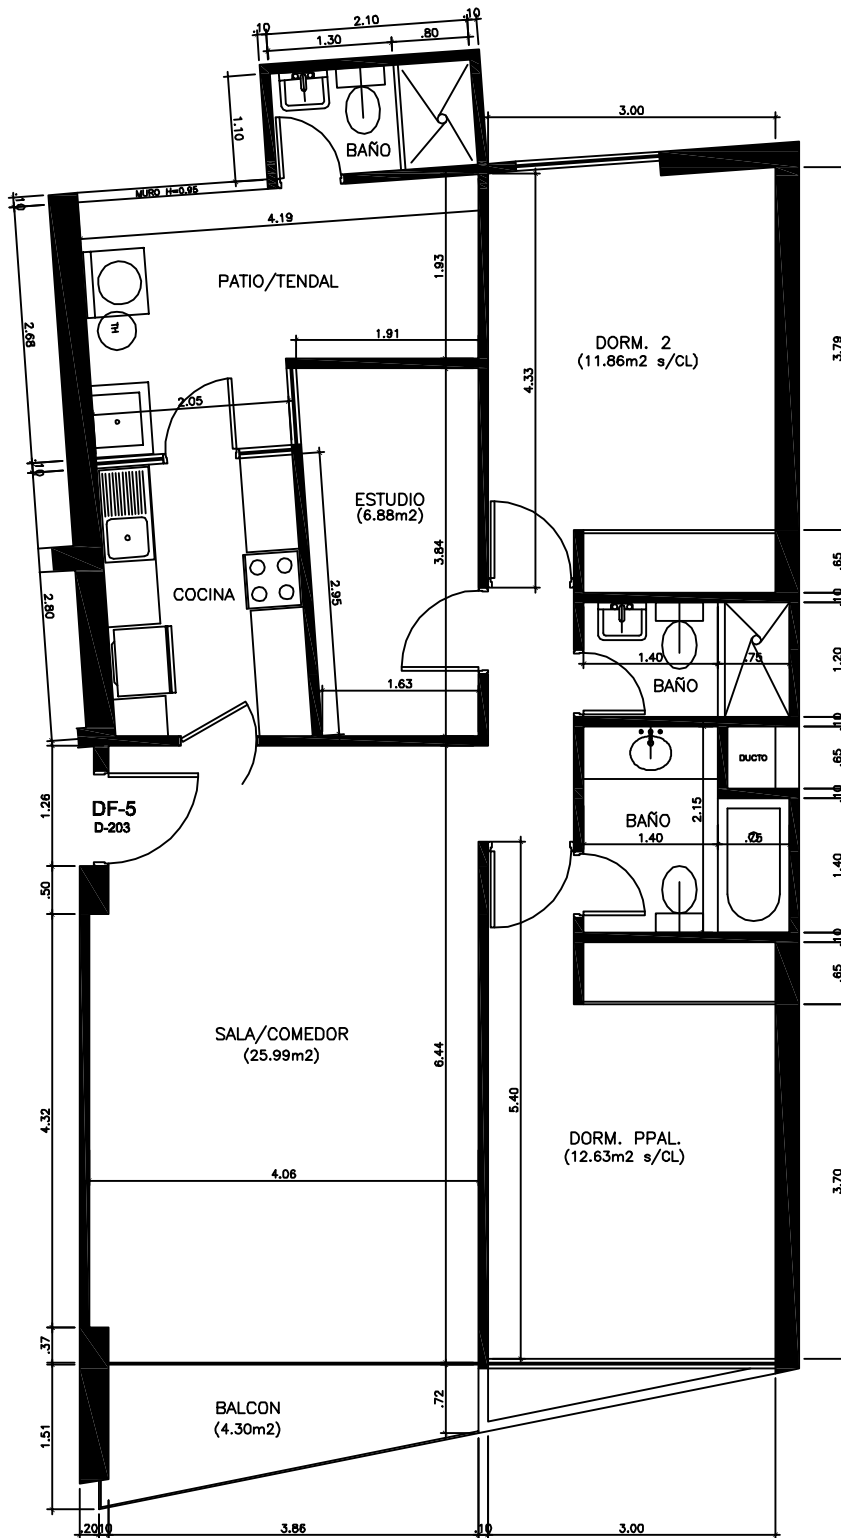 .10
2.10
.10
1.30
.80
1.10
BAÑO
3.00
.10
MURO H=0.95
4.19
1.93
PATIO/TENDAL
2.68
TH
1.91
DORM. 2
(11.86m2 s/CL)
3.79
4.33
2.05
.10
ESTUDIO
(6.88m2)
3.84
.65
COCINA
2.95
2.80
.10
1.40
.75
1.20
BAÑO
1.63
.10
DUCTO
.65
.10
DF-5
D-203
1.26
2.15
BAÑO
1.40
.75
1.40
.50
.10
.65
SALA/COMEDOR
(25.99m2)
6.44
5.40
4.32
DORM. PPAL.
(12.63m2 s/CL)
4.06
3.70
.37
BALCON
(4.30m2)
.72
1.51
.20
.10
3.86
.10
3.00